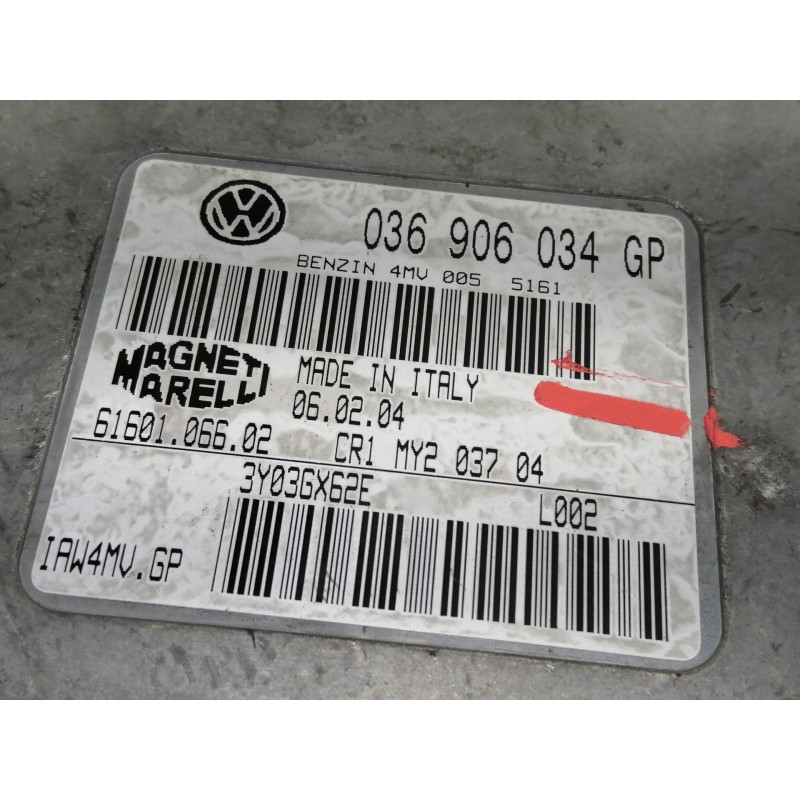 036 906 034 GP
BENZIN 4MV 005 5161
MAGNETI
MARELLI
MADE IN ITALY
06.02.04
61601.066.02
CR1 MY2 037 04
3Y03GX62E
L002
IAW4MV.GP